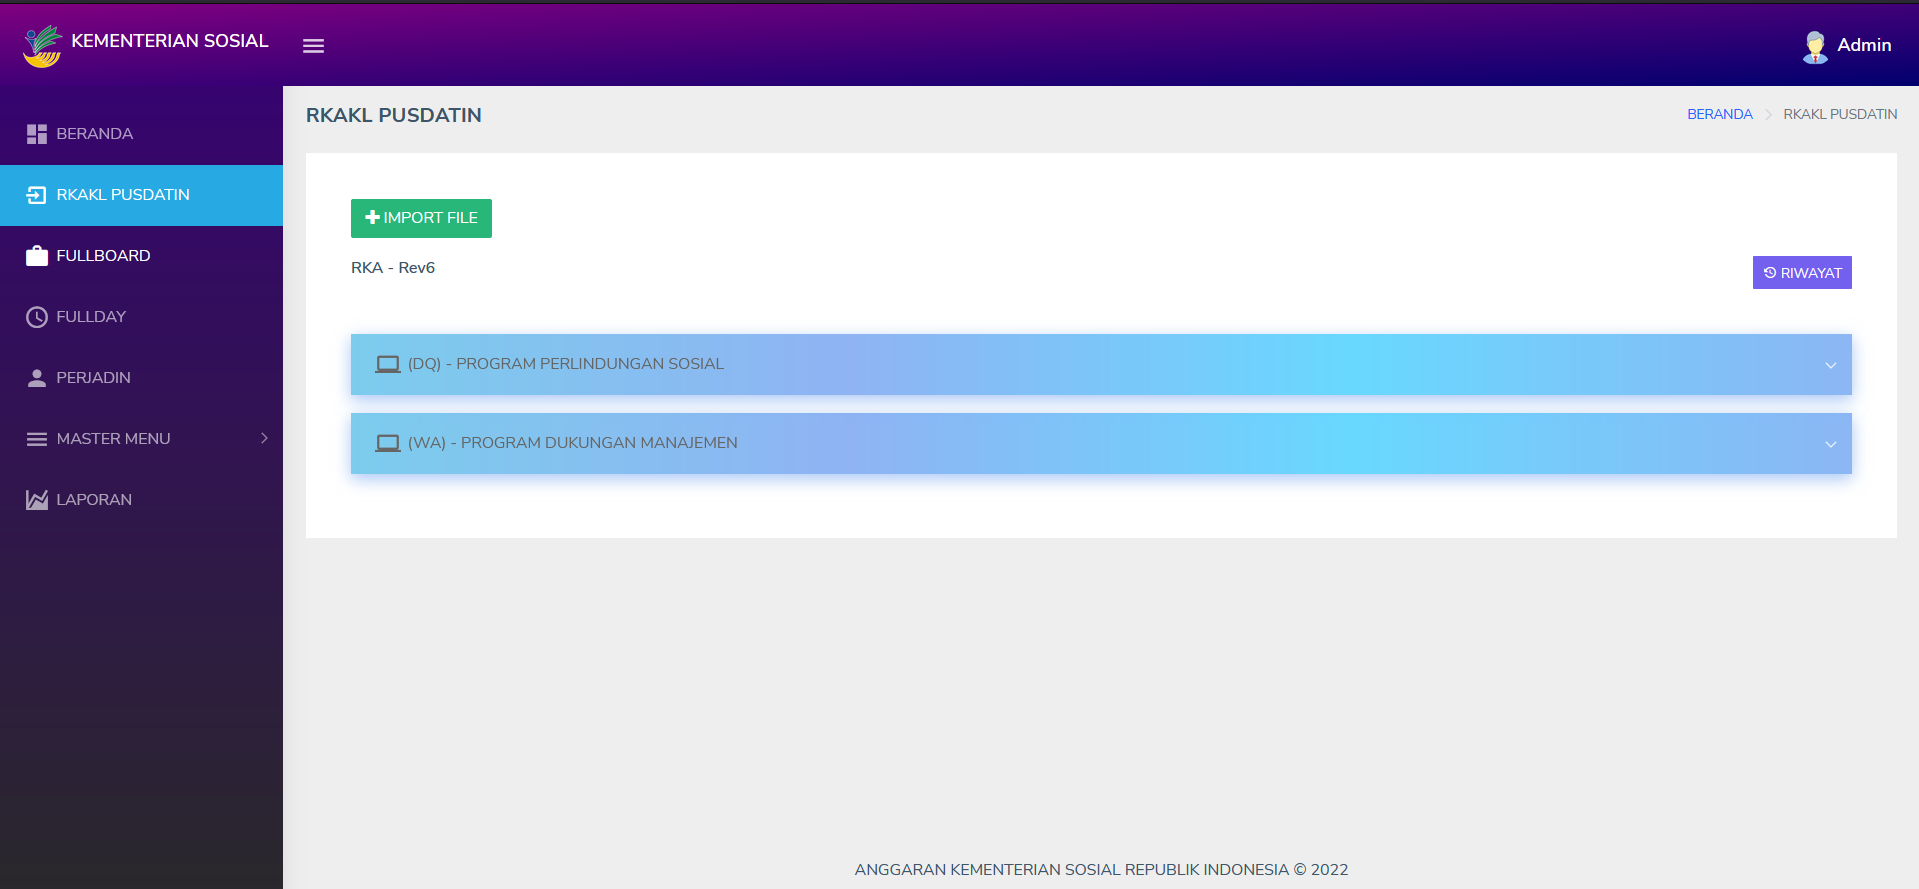 KEMENTERIAN SOSIAL
Admin
BERANDA
RKAKL PUSDATIN
FULLBOARD
FULLDAY
PERJADIN
MASTER MENU
LAPORAN
RKAKL PUSDATIN
BERANDA RKAKL PUSDATIN
IMPORT FILE
RKA - Rev6
RIWAYAT
(DQ) - PROGRAM PERLINDUNGAN SOSIAL
(WA) - PROGRAM DUKUNGAN MANAJEMEN
ANGGARAN KEMENTERIAN SOSIAL REPUBLIK INDONESIA © 2022